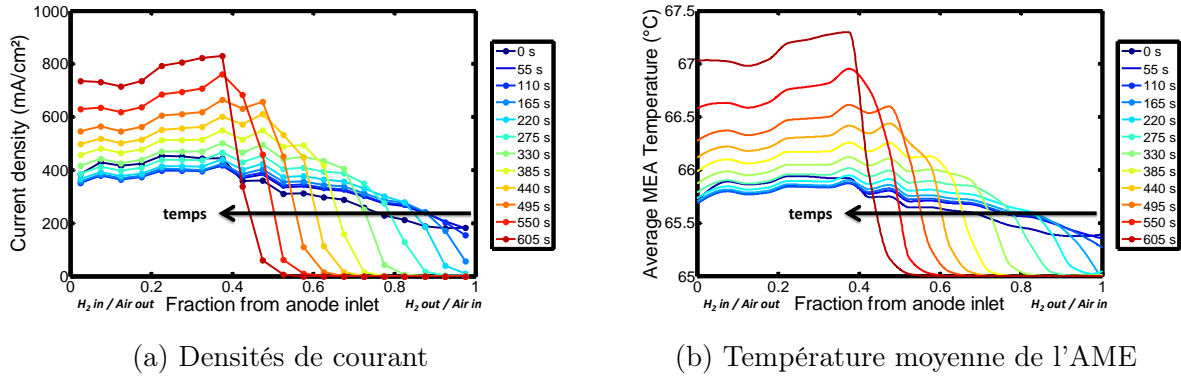 1000
800
600
400
200
0
Current density (mA/cm²)
temps
0
0.2
0.4
0.6
0.8
1
H₂ in / Air out
Fraction from anode inlet
H₂ out / Air in
0 s
55 s
110 s
165 s
220 s
275 s
330 s
385 s
440 s
495 s
550 s
605 s
(a) Densités de courant
67.5
67
66.5
66
65.5
65
Average MEA Temperature (°C)
temps
0
0.2
0.4
0.6
0.8
1
H₂ in / Air out
Fraction from anode inlet
H₂ out / Air in
0 s
55 s
110 s
165 s
220 s
275 s
330 s
385 s
440 s
495 s
550 s
605 s
(b) Température moyenne de l'AME